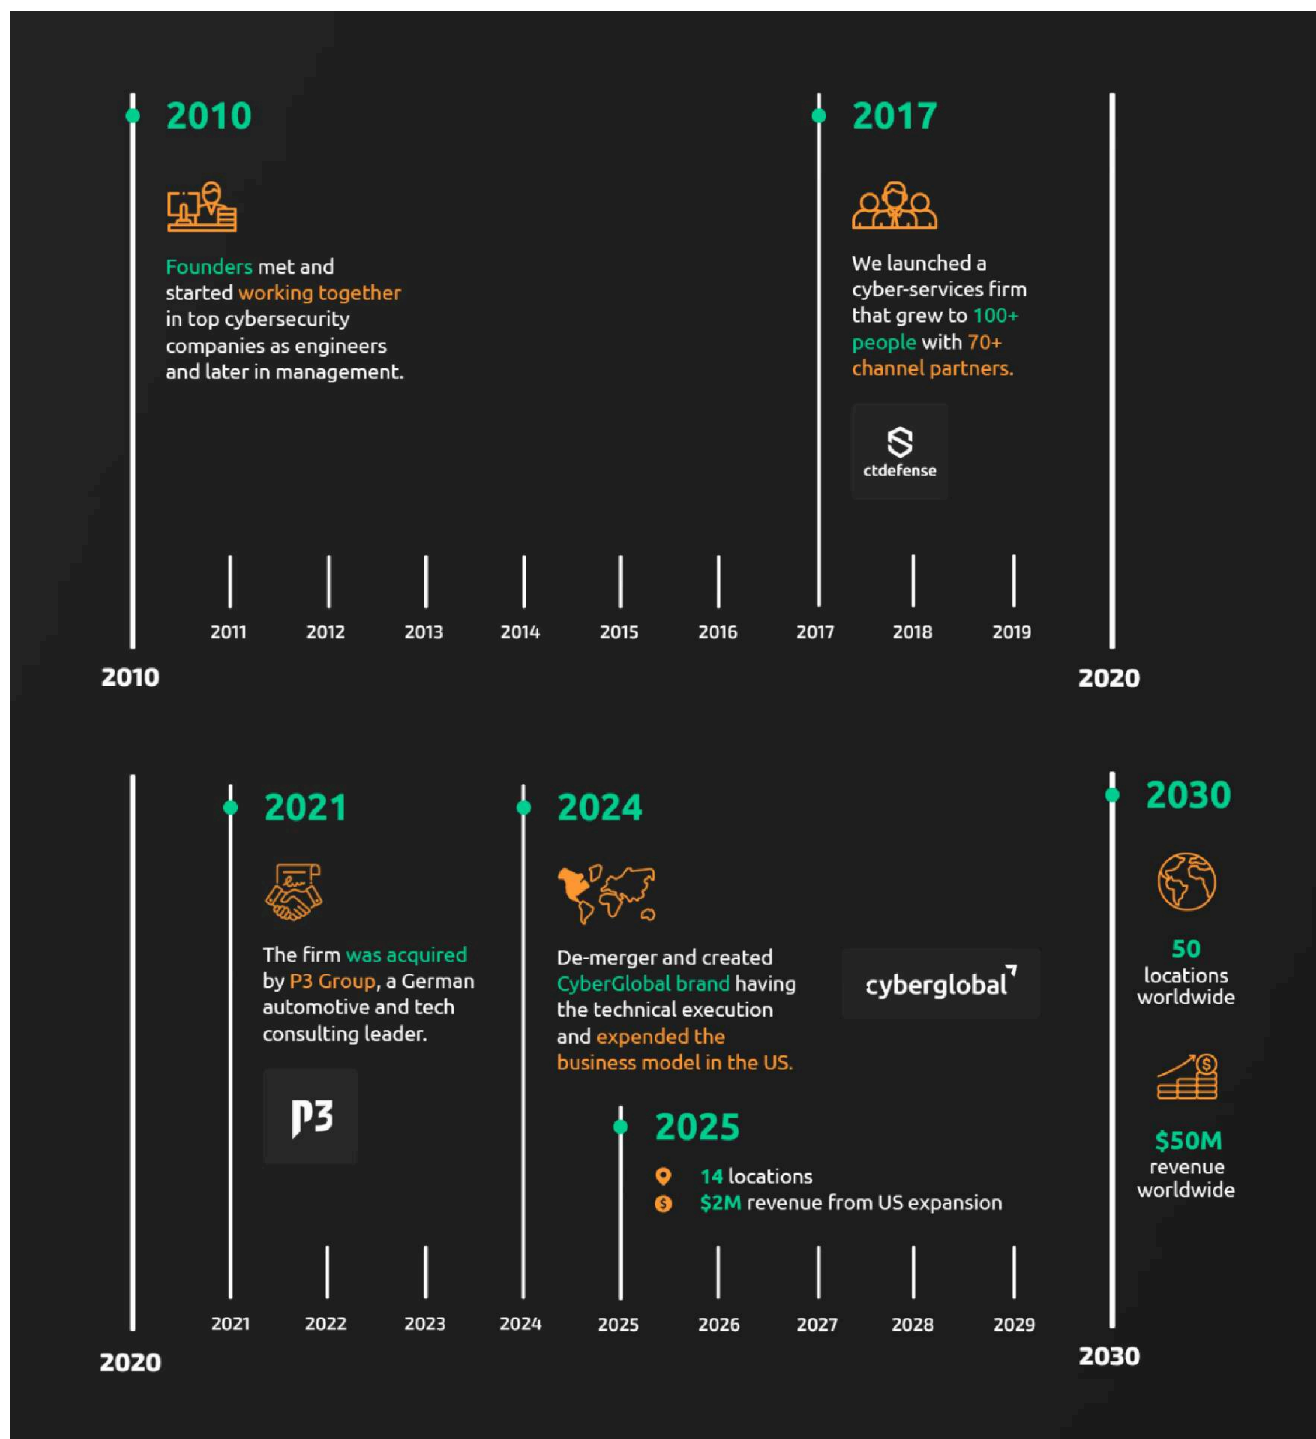 2010
Founders met and
started working together
in top cybersecurity
companies as engineers
and later in management.
2017
We launched a
cyber-services firm
that grew to 100+
people with 70+
channel partners.
ctdefense
2011 2012 2013 2014 2015 2016 2017 2018 2019
2010
2020
2021
The firm was acquired
by P3 Group, a German
automotive and tech
consulting leader.
P3
2024
De-merger and created
CyberGlobal brand having
the technical execution
and expended the
business model in the US.
cyberglobal
2025
14 locations
$ $2M revenue from US expansion
2030
50
locations
worldwide
$
$50M
revenue
worldwide
2021 2022 2023 2024 2025 2026 2027 2028 2029
2020
2030